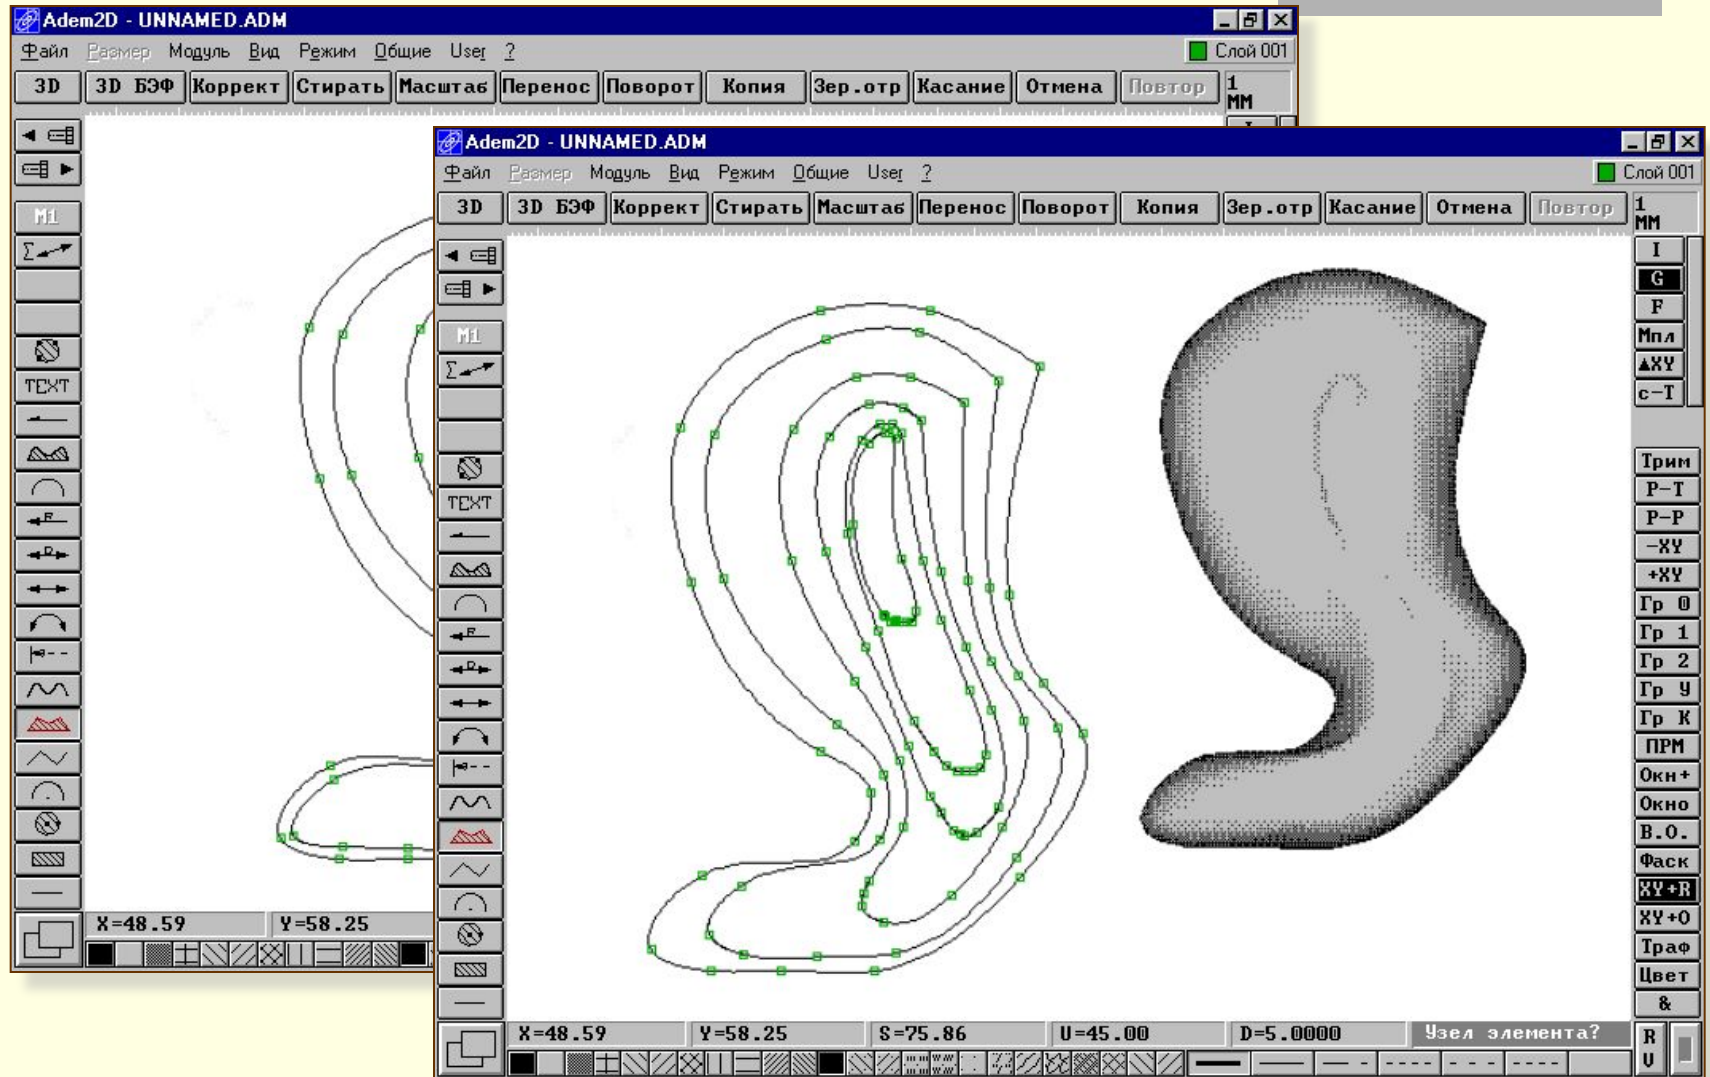 Adem2D - UNNAMED.ADM
Файл Размер Модуль Вид Режим Общие User ? Слой 001
3D 3D БЭФ Коррект Стирать Масштаб Перенос Поворот Копия Зер.отр Касание Отмена Повтор 1
ММ
M1
TEXT
R
D
X=48.59 Y=58.25
Adem2D - UNNAMED.ADM
Файл Размер Модуль Вид Режим Общие User ? Слой 001
3D 3D БЭФ Коррект Стирать Масштаб Перенос Поворот Копия Зер.отр Касание Отмена Повтор 1
ММ
I
G
F
M1
Мпл
▲XY
с-Т
TEXT
R
D
Трим
Р-Т
Р-Р
-XY
+XY
Гр 0
Гр 1
Гр 2
Гр У
Гр К
ПРМ
Окн+
Окно
В.О.
Фаск
XY+R
XY+O
Траф
Цвет
&
X=48.59 Y=58.25 S=75.86 U=45.00 D=5.0000 Узел элемента? R
U